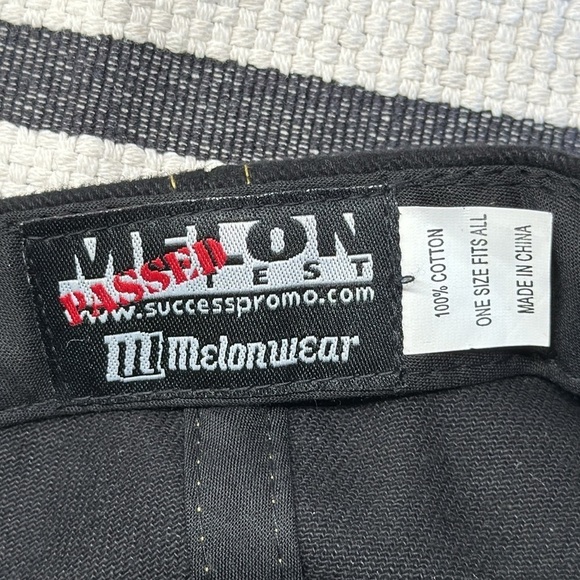 MELON
TEST
PASSED
www.successpromo.com
m melonwear
100% COTTON
ONE SIZE FITS ALL
MADE IN CHINA